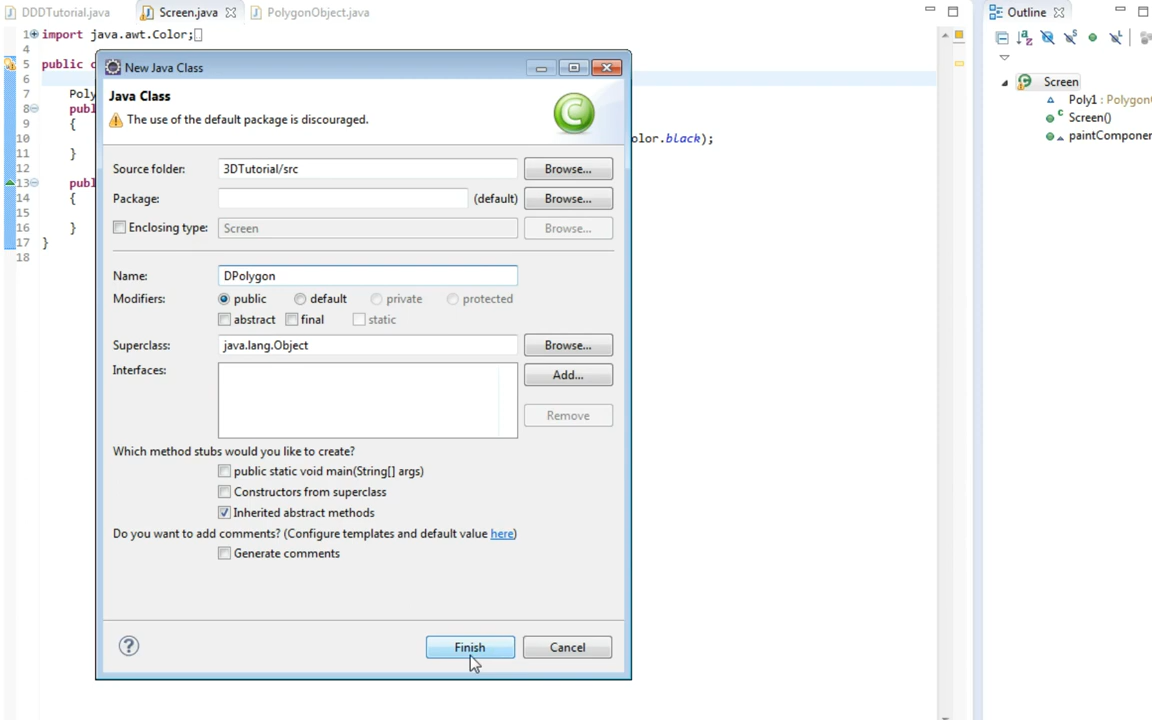 DDDTutorial.java Screen.java PolygonObject.java Outline
1 import java.awt.Color;
4
5 public c
6
7 Poly
8 publ
9 {
10 olor.black);
11 }
12
13 publ
14 {
15
16 }
17 }
18
New Java Class
Java Class
The use of the default package is discouraged.
Source folder: 3DTutorial/src Browse...
Package: (default) Browse...
Enclosing type: Screen Browse...
Name: DPolygon
Modifiers: public default private protected
abstract final static
Superclass: java.lang.Object Browse...
Interfaces: Add...
Remove
Which method stubs would you like to create?
public static void main(String[] args)
Constructors from superclass
Inherited abstract methods
Do you want to add comments? (Configure templates and default value here)
Generate comments
? Finish Cancel
Screen
Poly1 : Polygon
Screen()
paintComponer